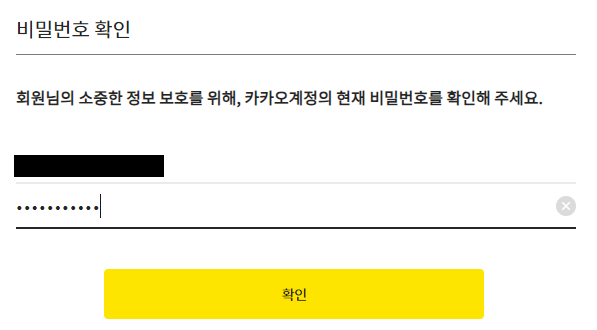 비밀번호 확인
회원님의 소중한 정보 보호를 위해, 카카오계정의 현재 비밀번호를 확인해 주세요.
•••••••••••
확인